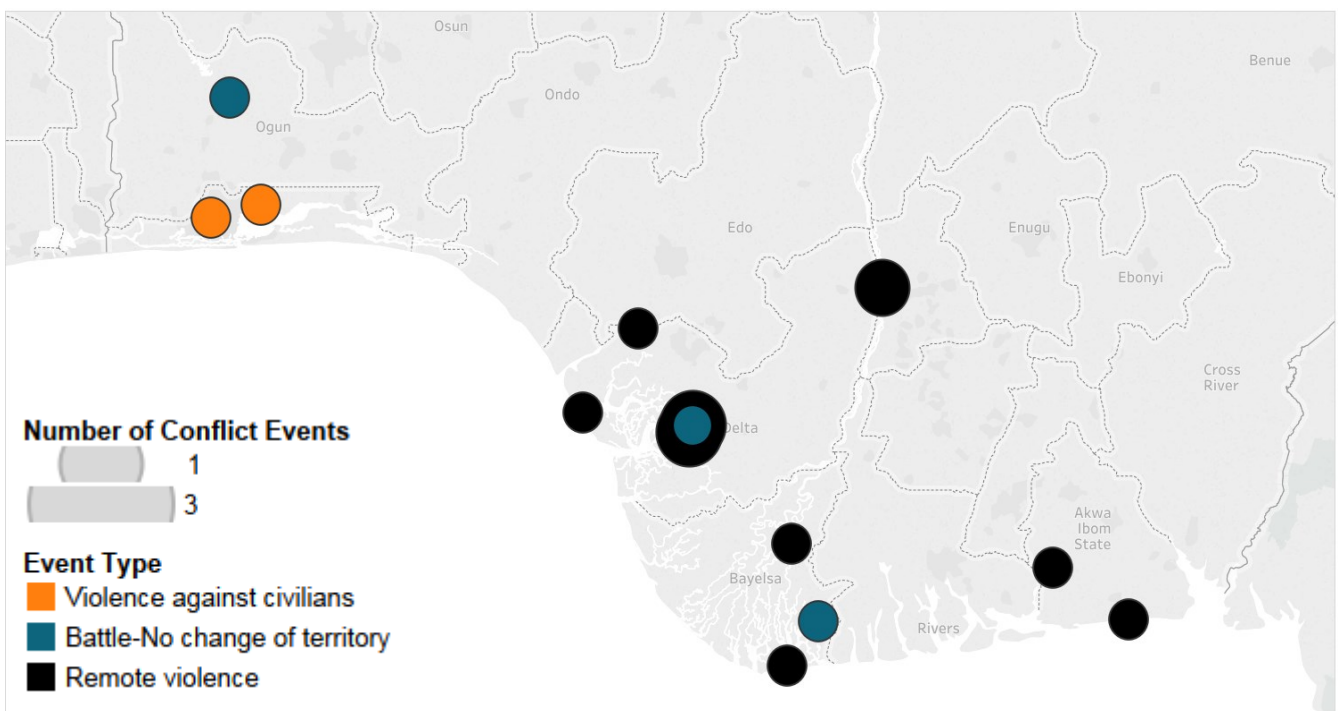 Osun
Benue
Ondo
Ogun
Edo
Enugu
Ebonyi
Cross
River
Number of Conflict Events
Delta
1
3
Akwa
Ibom
State
Event Type
Bayelsa
Violence against civilians
Rivers
Battle-No change of territory
Remote violence